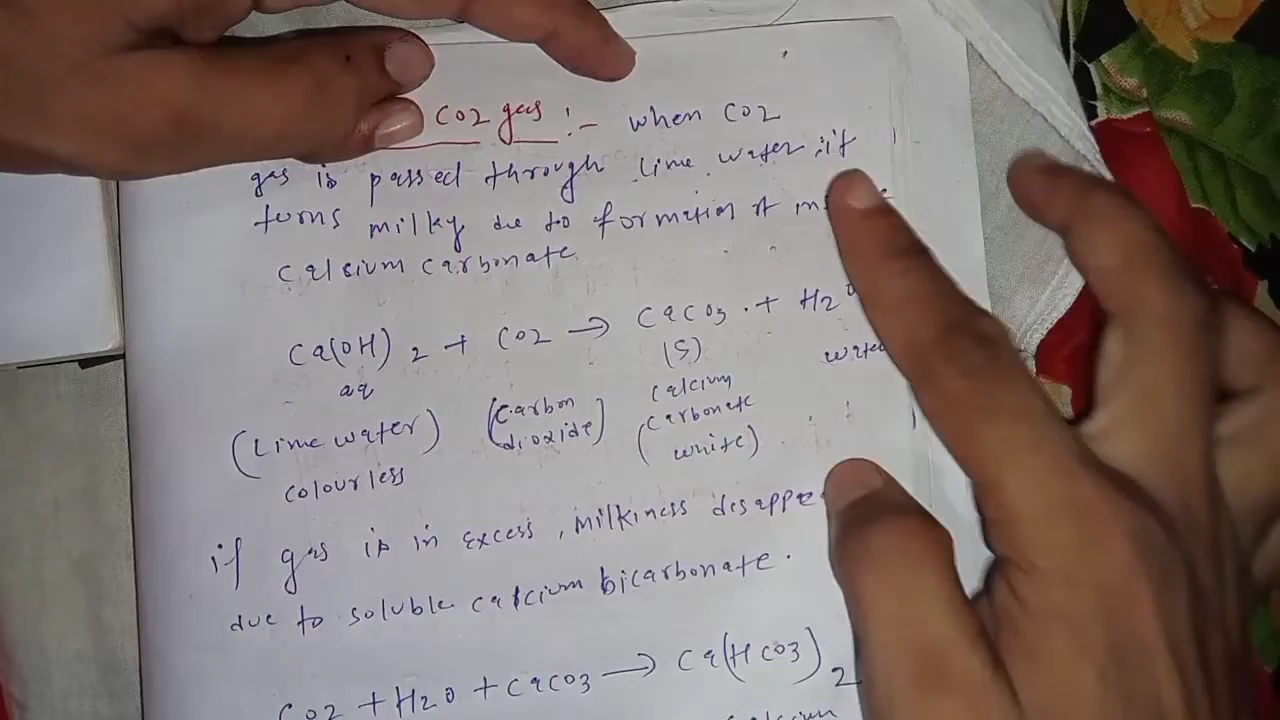 CO2 gas :- when CO2
gas is passed through lime water, it
turns milky due to formation of
calsium carbonate
Ca(OH)2 + CO2 → CaCO3 + H2O
aq (S) water
(Lime water) (carbon dioxide) (calcium carbonate white)
colourless
if gas is in excess, milkiness
due to soluble calcium bicarbonate.
CO2 + H2O + CaCO3 → Ca(HCO3)2
calcium